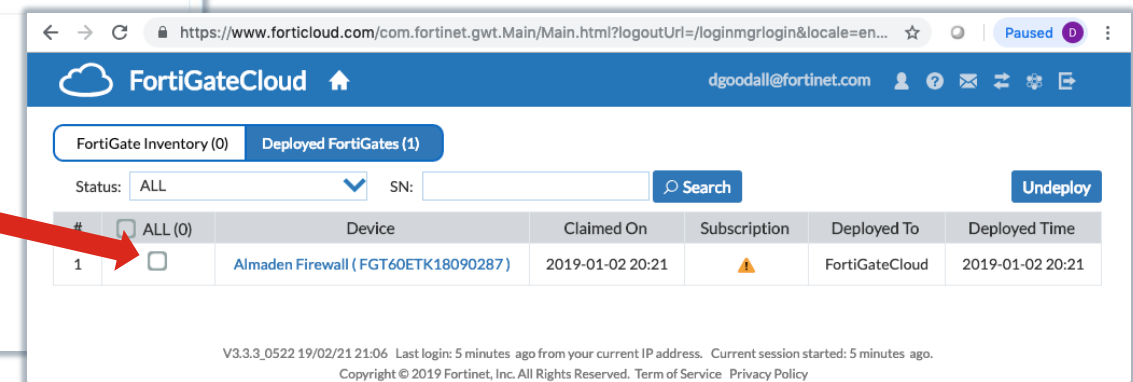 https://www.forticloud.com/com.fortinet.gwt.Main/Main.html?logoutUrl=/loginmgrlogin&locale=en... Paused D
FortiGateCloud dgoodall@fortinet.com
FortiGate Inventory (0) Deployed FortiGates (1)
Status: ALL SN: Search Undeploy
# ALL (0) Device Claimed On Subscription Deployed To Deployed Time
1 Almaden Firewall ( FGT60ETK18090287 ) 2019-01-02 20:21 FortiGateCloud 2019-01-02 20:21
V3.3.3_0522 19/02/21 21:06 Last login: 5 minutes ago from your current IP address. Current session started: 5 minutes ago.
Copyright © 2019 Fortinet, Inc. All Rights Reserved. Term of Service Privacy Policy